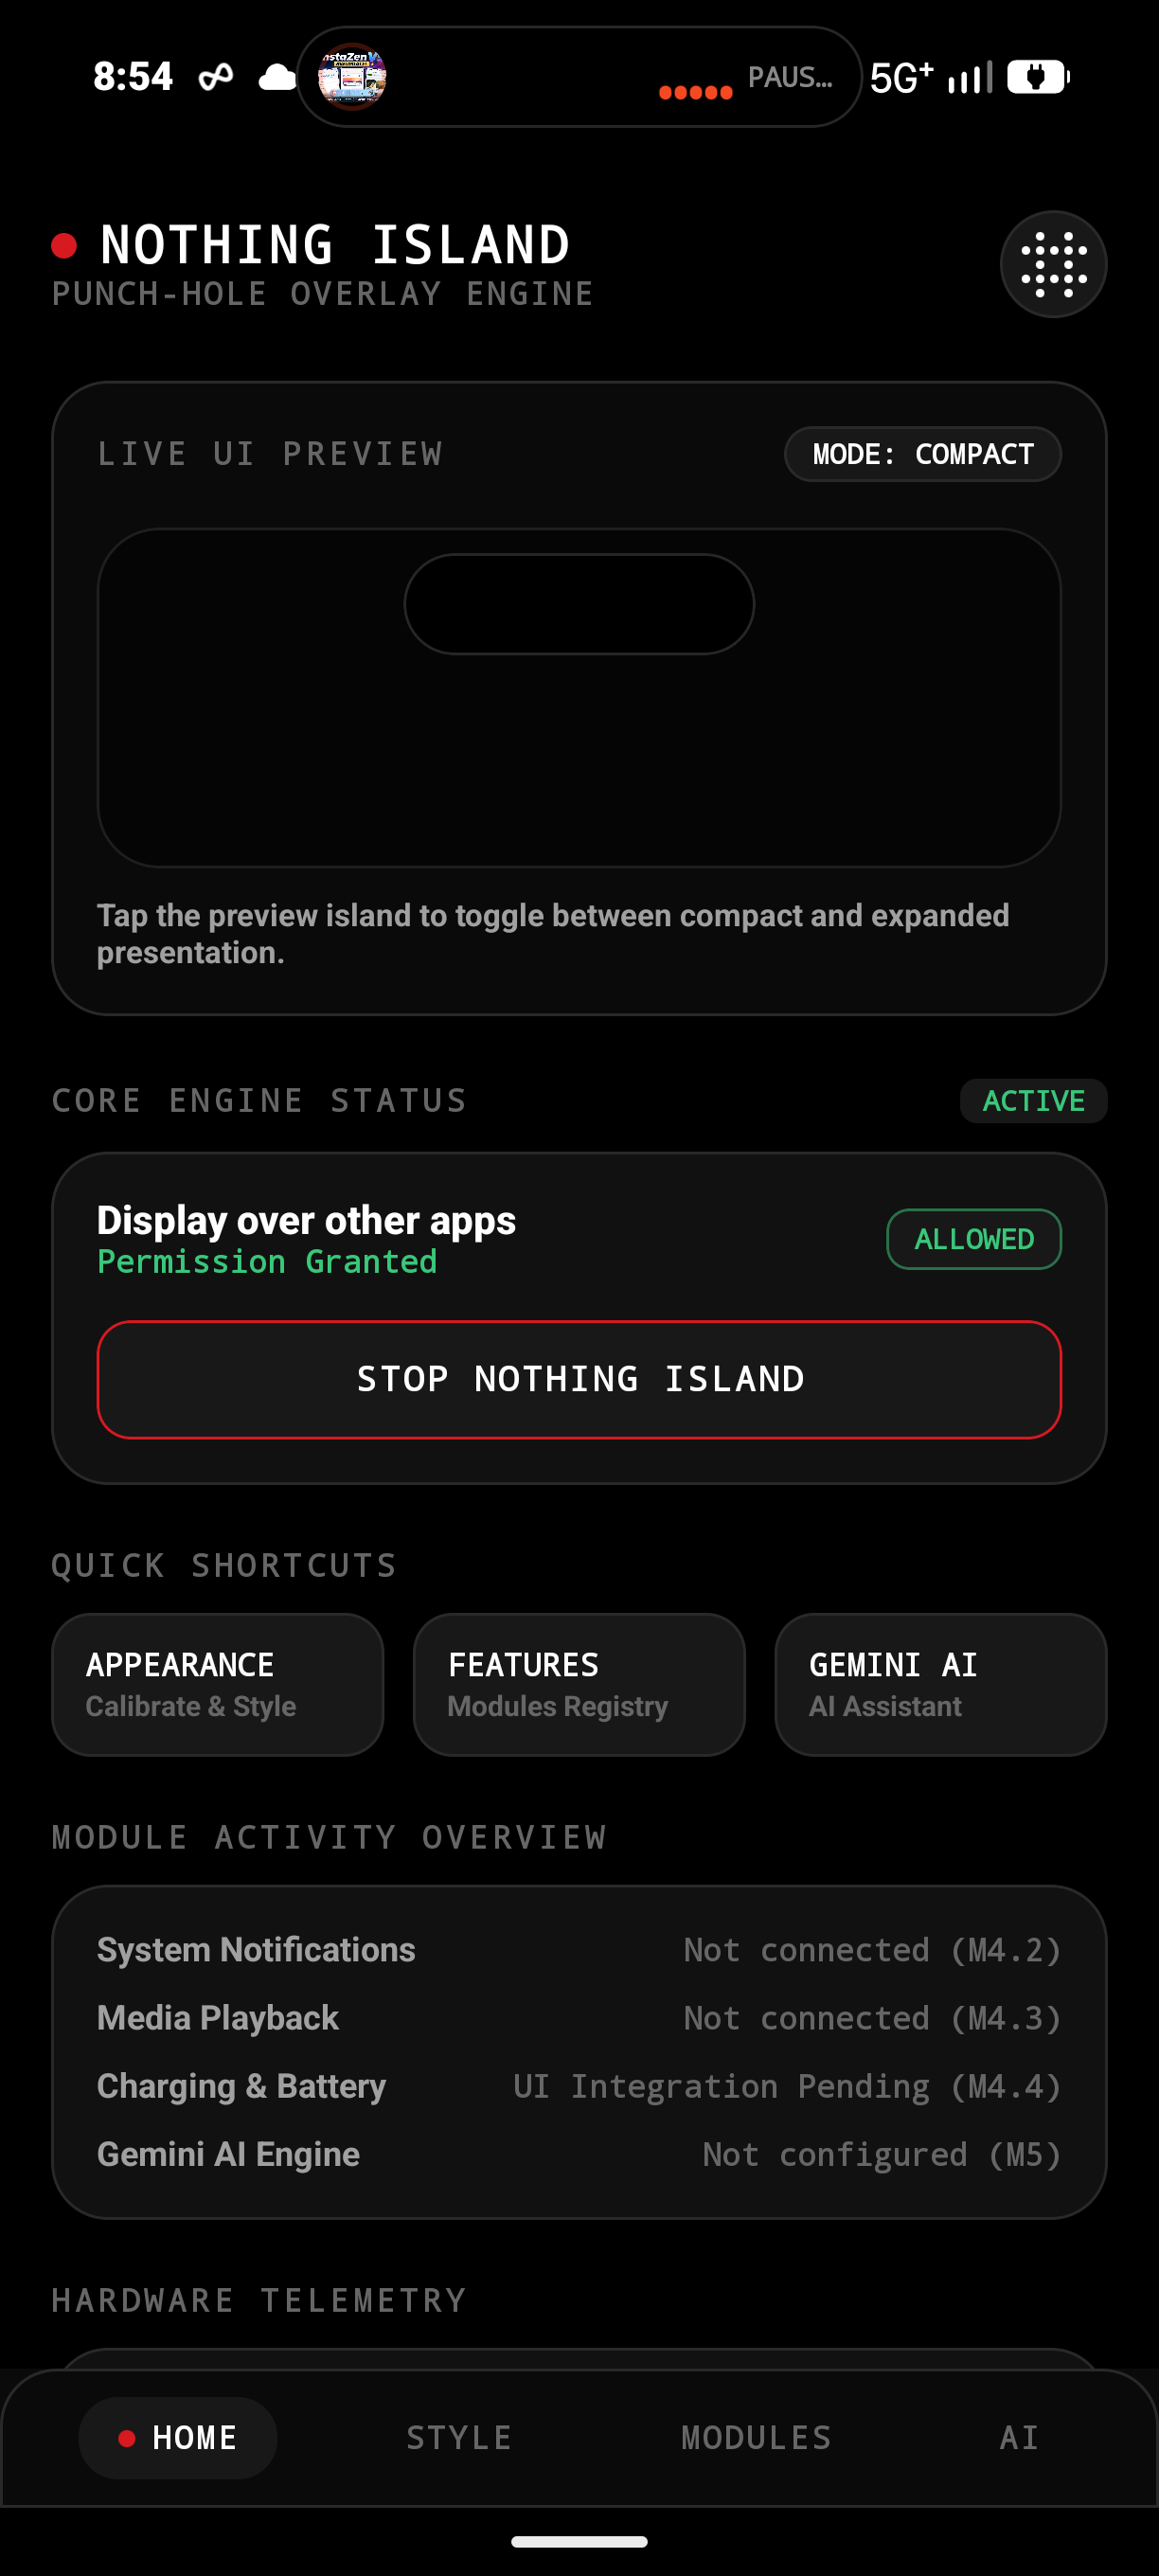 8:54
PAUS...
5G+
NOTHING ISLAND
PUNCH-HOLE OVERLAY ENGINE
LIVE UI PREVIEW
MODE: COMPACT
Tap the preview island to toggle between compact and expanded
presentation.
CORE ENGINE STATUS
ACTIVE
Display over other apps
Permission Granted
ALLOWED
STOP NOTHING ISLAND
QUICK SHORTCUTS
APPEARANCE
Calibrate & Style
FEATURES
Modules Registry
GEMINI AI
AI Assistant
MODULE ACTIVITY OVERVIEW
System Notifications
Not connected (M4.2)
Media Playback
Not connected (M4.3)
Charging & Battery
UI Integration Pending (M4.4)
Gemini AI Engine
Not configured (M5)
HARDWARE TELEMETRY
HOME
STYLE
MODULES
AI